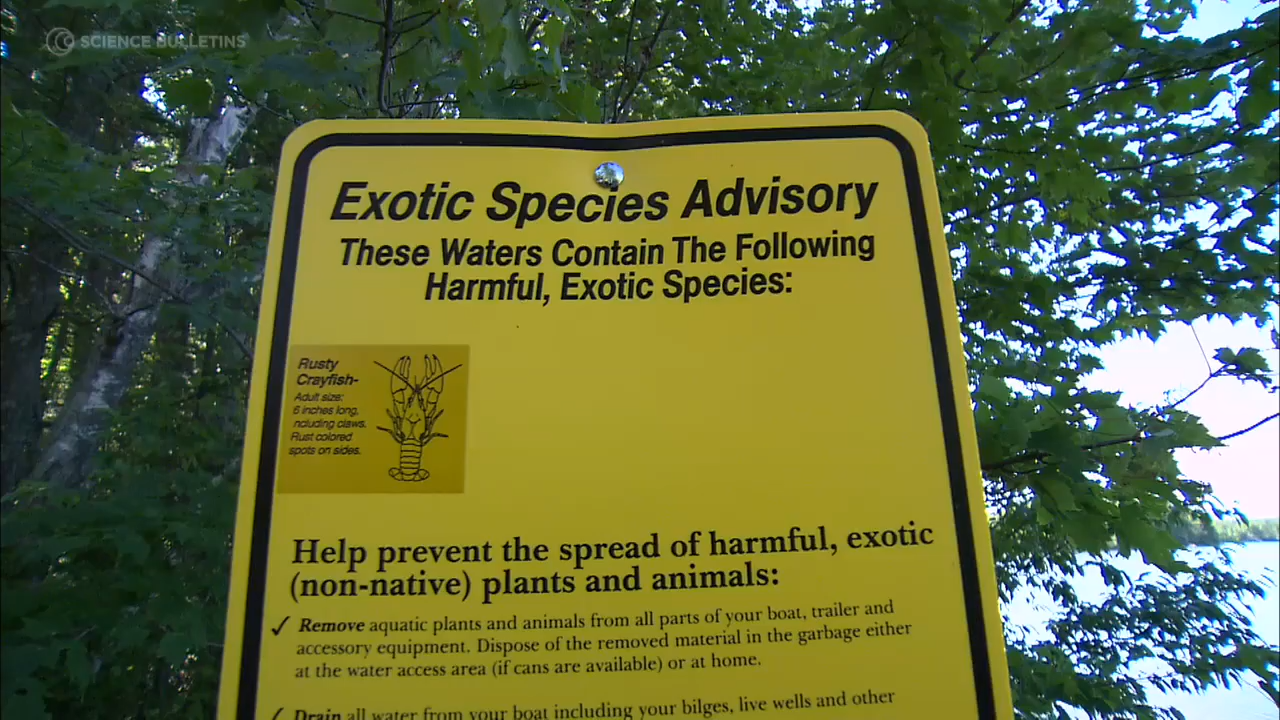 SCIENCE BULLETINS
Exotic Species Advisory
These Waters Contain The Following
Harmful, Exotic Species:
Rusty
Crayfish-
Adult size:
6 inches long,
ncluding claws.
Rust colored
spots on sides.
Help prevent the spread of harmful, exotic
(non-native) plants and animals:
✓ Remove aquatic plants and animals from all parts of your boat, trailer and
accessory equipment. Dispose of the removed material in the garbage either
at the water access area (if cans are available) or at home.
✓ Drain all water from your boat including your bilges, live wells and other